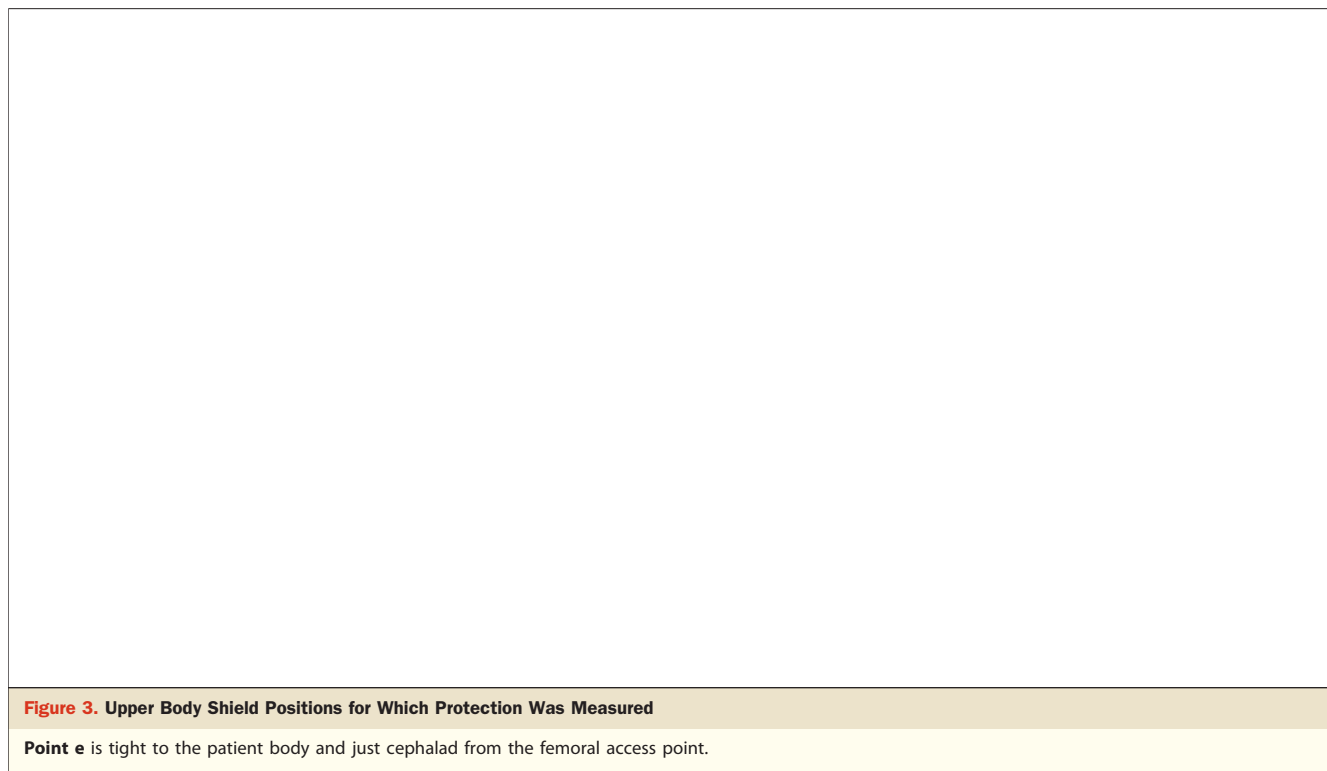 Figure 3. Upper Body Shield Positions for Which Protection Was Measured
Point e is tight to the patient body and just cephalad from the femoral access point.